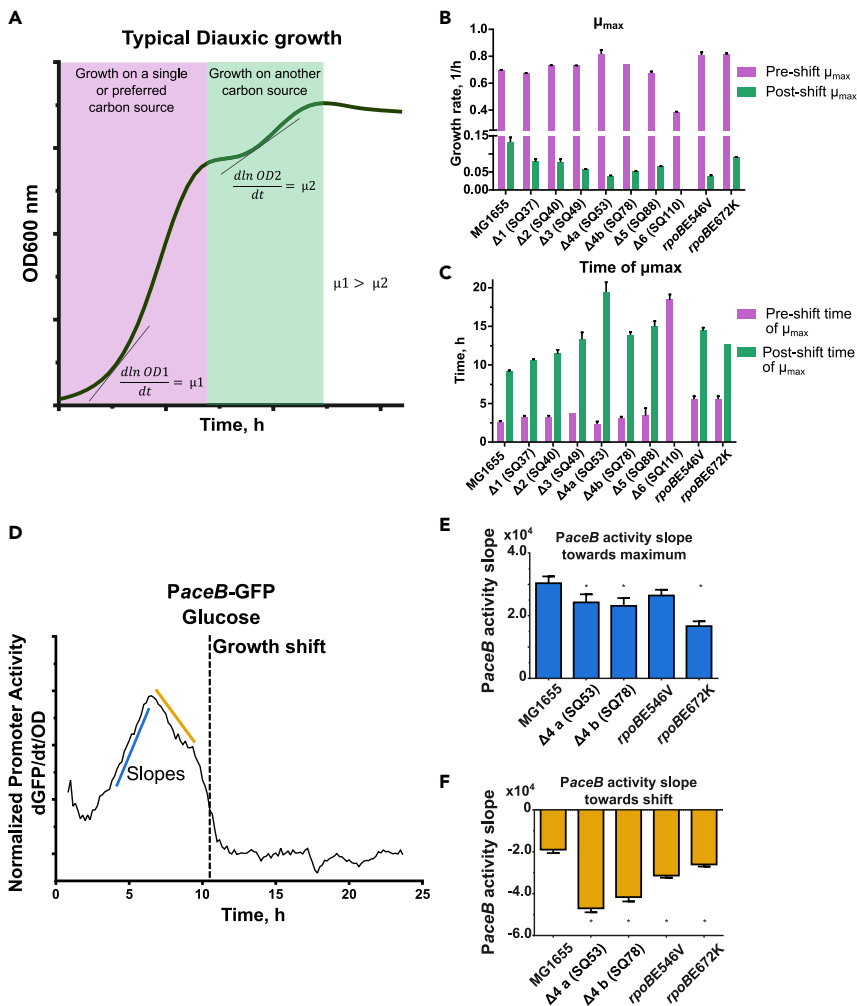 A
Typical Diauxic growth
Growth on a single
or preferred
carbon source
Growth on another
carbon source
dln OD2
dt
= μ2
μ1 > μ2
dln OD1
dt
= μ1
OD600 nm
Time, h
B
μmax
Growth rate, 1/h
1.2
0.8
0.4
0.15
0.10
0.05
0.00
MG1655
Δ1 (SQ37)
Δ2 (SQ40)
Δ3 (SQ49)
Δ4a (SQ53)
Δ4b (SQ78)
Δ5 (SQ88)
Δ6 (SQ110)
rpoBE546V
rpoBE672K
Pre-shift μmax
Post-shift μmax
C
Time of μmax
Time, h
20
15
10
5
0
MG1655
Δ1 (SQ37)
Δ2 (SQ40)
Δ3 (SQ49)
Δ4a (SQ53)
Δ4b (SQ78)
Δ5 (SQ88)
Δ6 (SQ110)
rpoBE546V
rpoBE672K
Pre-shift time
of μmax
Post-shift time
of μmax
D
PaceB-GFP
Glucose
Growth shift
Slopes
Normalized Promoter Activity
dGFP/dt/OD
0
5
10
15
20
25
Time, h
E
x10⁴
PaceB activity slope
towards maximum
PaceB activity slope
40.0
20.0
0
* * *
MG1655
Δ4 a (SQ53)
Δ4 b (SQ78)
rpoBE546V
rpoBE672K
F
x10⁴
PaceB activity slope
towards shift
PaceB activity slope
0
-2.0
-4.0
-6.0
* * * *
MG1655
Δ4 a (SQ53)
Δ4 b (SQ78)
rpoBE546V
rpoBE672K